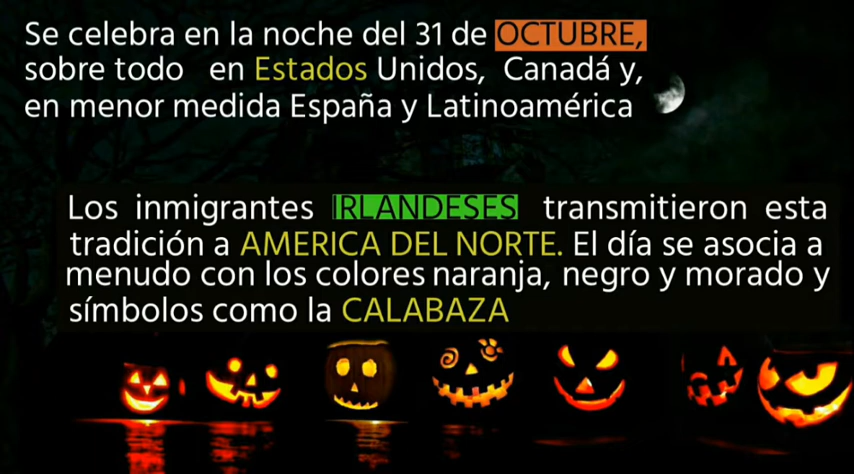 Se celebra en la noche del 31 de OCTUBRE,
sobre todo en Estados Unidos, Canadá y,
en menor medida España y Latinoamérica
Los inmigrantes IRLANDESES transmitieron esta
tradición a AMERICA DEL NORTE. El día se asocia a
menudo con los colores naranja, negro y morado y
símbolos como la CALABAZA